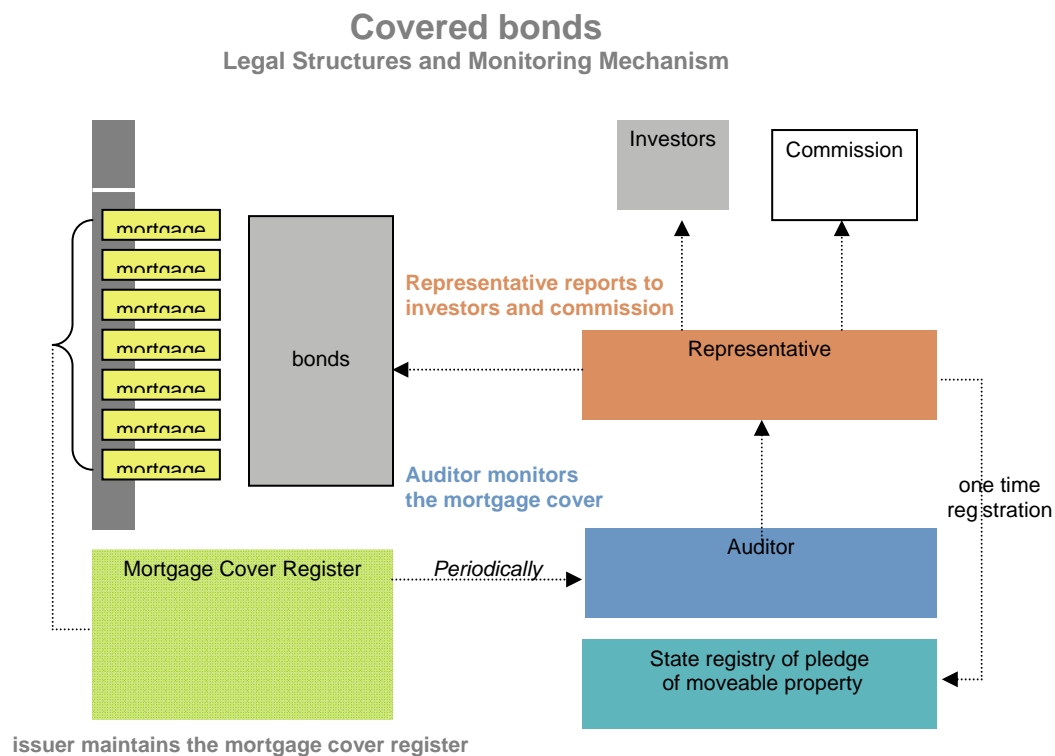 Covered bonds
Legal Structures and Monitoring Mechanism
Investors
Commission
mortgage
mortgage
mortgage
mortgage
mortgage
mortgage
mortgage
bonds
Representative reports to
investors and commission
Representative
Auditor monitors
the mortgage cover
one time
registration
Mortgage Cover Register
Periodically
Auditor
State registry of pledge
of moveable property
issuer maintains the mortgage cover register